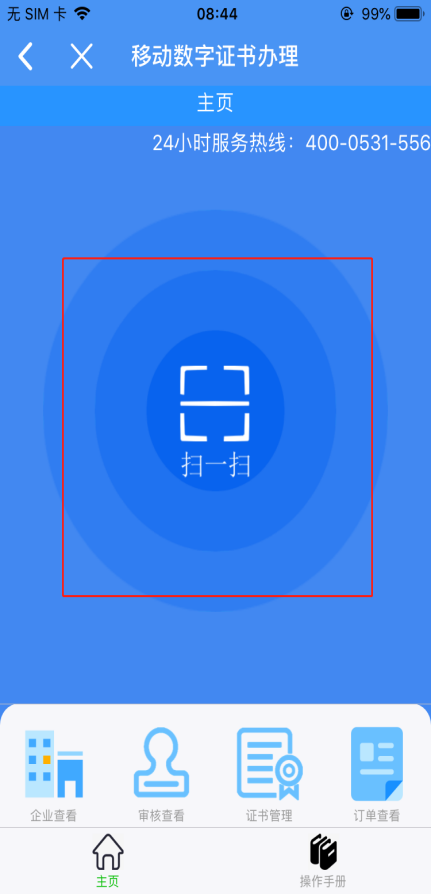 无 SIM 卡 08:44 99%
移动数字证书办理
主页
24小时服务热线：400-0531-556
扫一扫
企业查看 审核查看 证书管理 订单查看
主页 操作手册